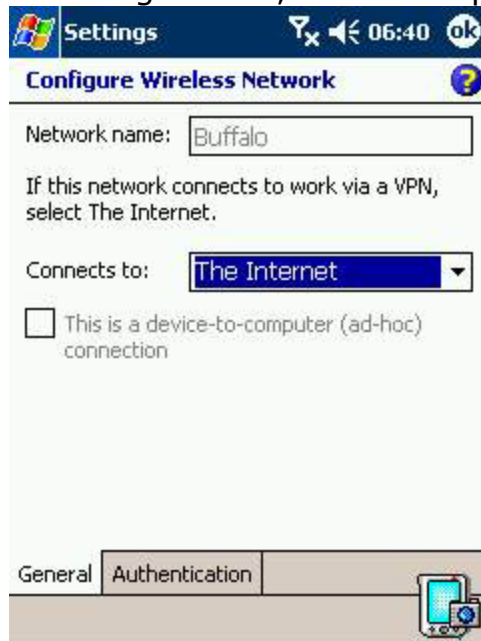 Settings 06:40 ok
Configure Wireless Network ?
Network name: Buffalo
If this network connects to work via a VPN,
select The Internet.
Connects to: The Internet
This is a device-to-computer (ad-hoc)
connection
General Authentication